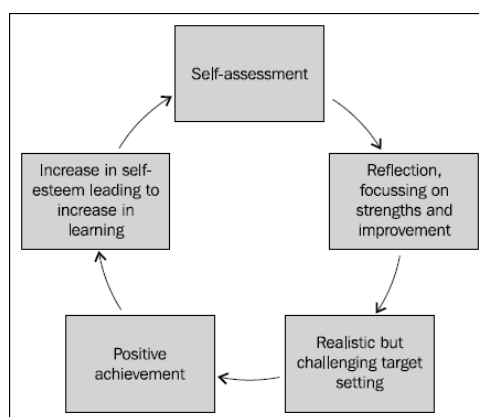 Self-assessment
Reflection,
focussing on
strengths and
improvement
Realistic but
challenging target
setting
Positive
achievement
Increase in self-
esteem leading to
increase in
learning